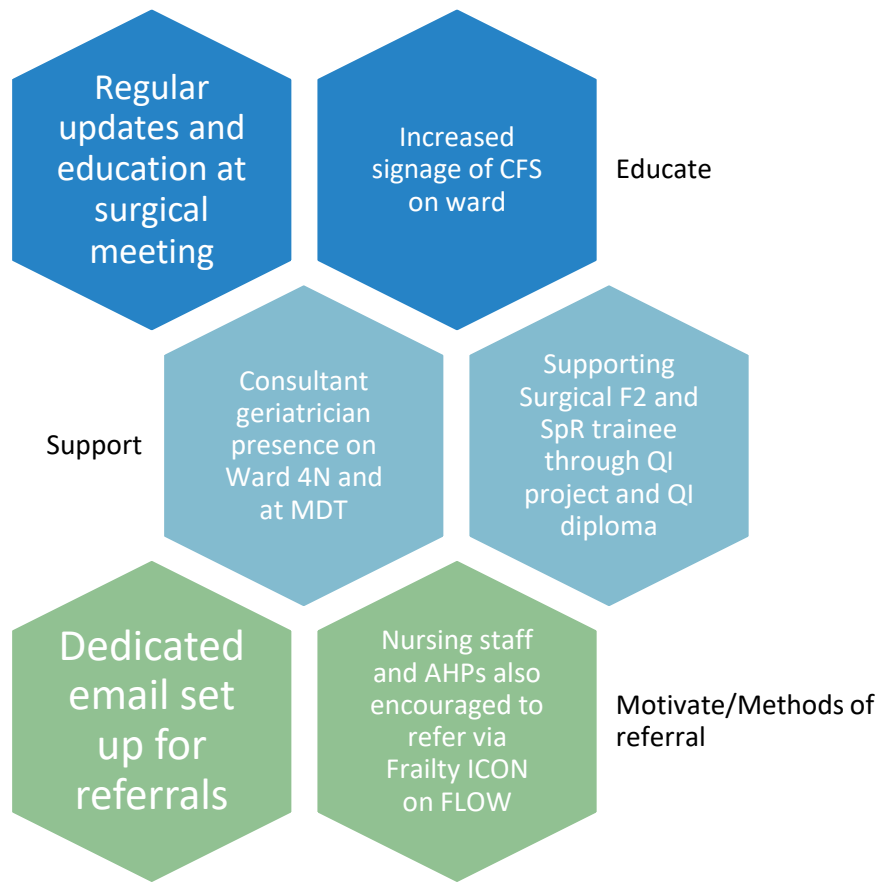 Regular
updates and
education at
surgical
meeting
Increased
signage of CFS
on ward
Educate
Support
Consultant
geriatrician
presence on
Ward 4N and
at MDT
Supporting
Surgical F2 and
SpR trainee
through QI
project and QI
diploma
Dedicated
email set
up for
referrals
Nursing staff
and AHPs also
encouraged to
refer via
Frailty ICON
on FLOW
Motivate/Methods of
referral